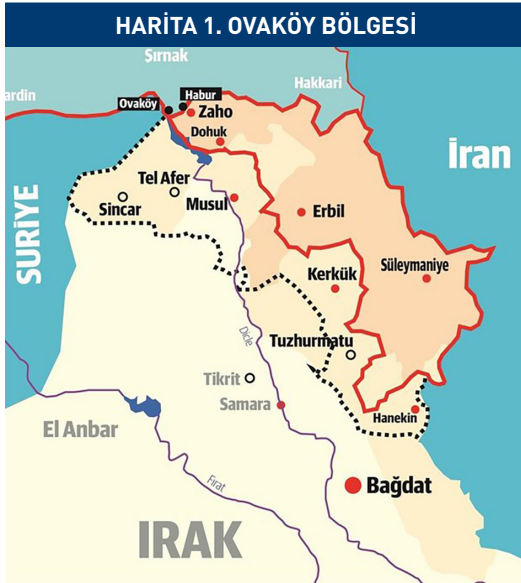 HARİTA 1. OVAKÖY BÖLGESİ
Şırnak
Hakkari
ardin
Habur
Ovaköy
Zaho
Dohuk
İran
Tel Afer
Sincar
Musul
Erbil
SURİYE
Kerkük
Süleymaniye
Dicle
Tuzhurmatu
Tikrit
Samara
Hanekin
El Anbar
Fırat
Bağdat
IRAK